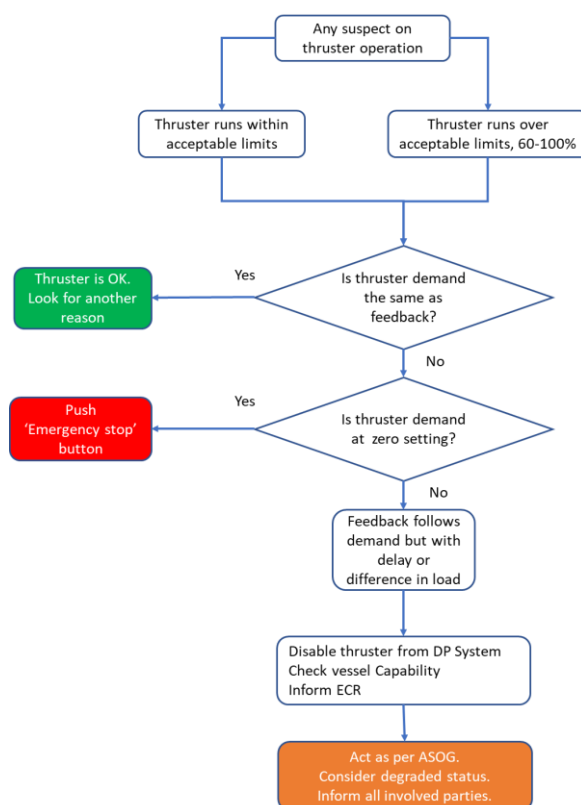 Any suspect on
thruster operation
Thruster runs within
acceptable limits
Thruster runs over
acceptable limits, 60-100%
Is thruster demand
the same as
feedback?
Yes
Thruster is OK.
Look for another
reason
No
Is thruster demand
at zero setting?
Yes
Push
‘Emergency stop’
button
No
Feedback follows
demand but with
delay or
difference in load
Disable thruster from DP System
Check vessel Capability
Inform ECR
Act as per ASOG.
Consider degraded status.
Inform all involved parties.